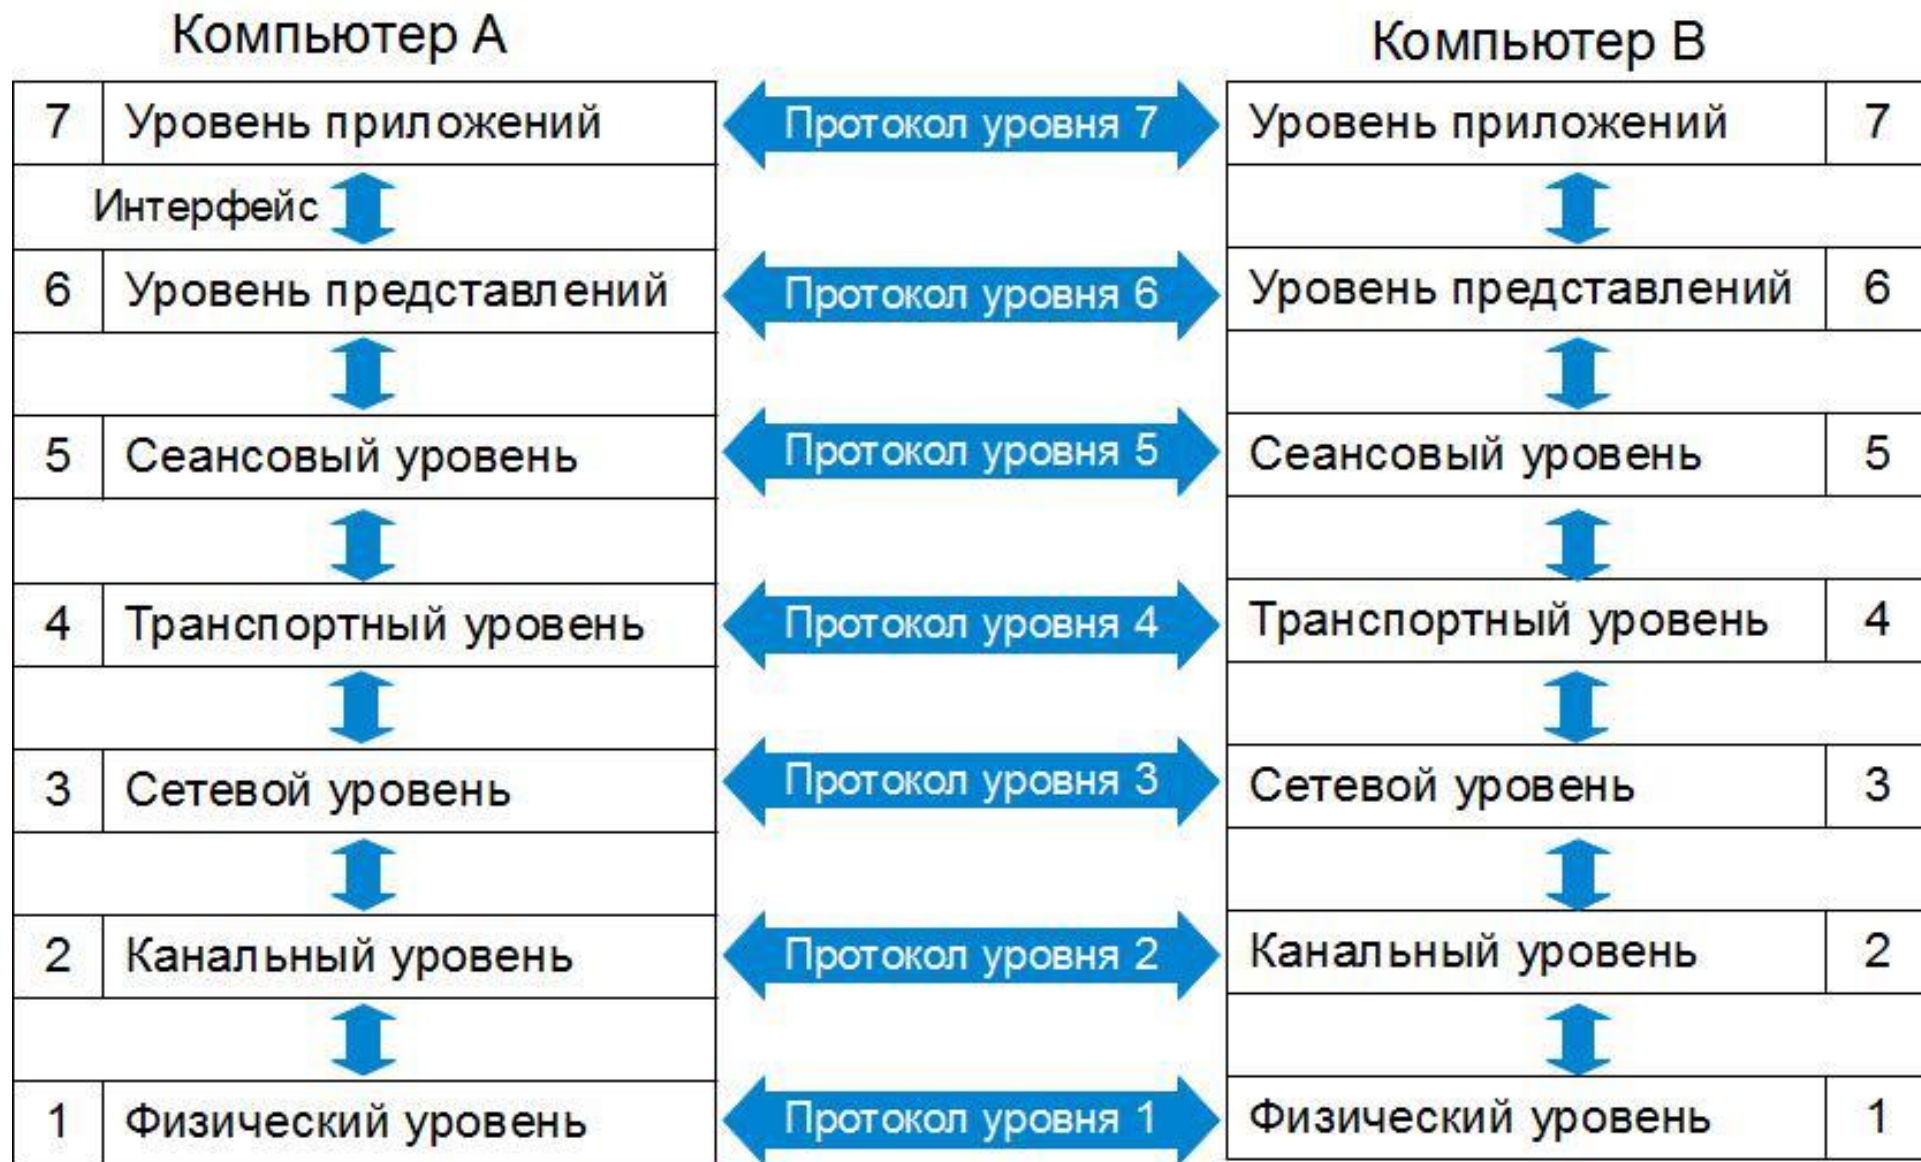 Компьютер А
Компьютер В
7 Уровень приложений Протокол уровня 7 Уровень приложений 7
Интерфейс
6 Уровень представлений Протокол уровня 6 Уровень представлений 6
5 Сеансовый уровень Протокол уровня 5 Сеансовый уровень 5
4 Транспортный уровень Протокол уровня 4 Транспортный уровень 4
3 Сетевой уровень Протокол уровня 3 Сетевой уровень 3
2 Канальный уровень Протокол уровня 2 Канальный уровень 2
1 Физический уровень Протокол уровня 1 Физический уровень 1